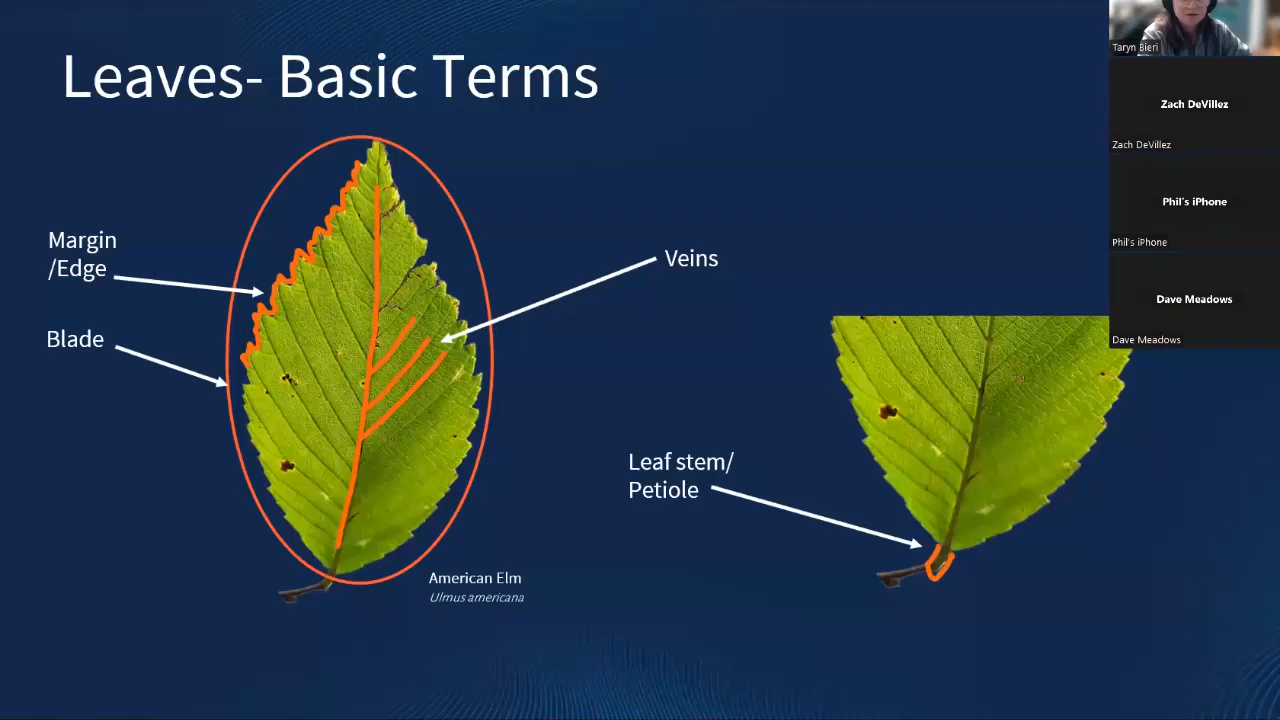 Leaves- Basic Terms
Margin
/Edge
Blade
Veins
Leaf stem/
Petiole
American Elm
Ulmus americana
Taryn Bieri
Zach DeVillez
Zach DeVillez
Phil's iPhone
Phil's iPhone
Dave Meadows
Dave Meadows